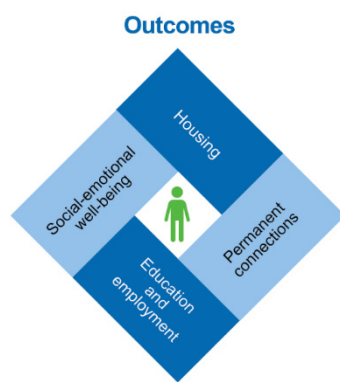 Outcomes
Housing
Social-emotional
well-being
Permanent
connections
Education
and
employment